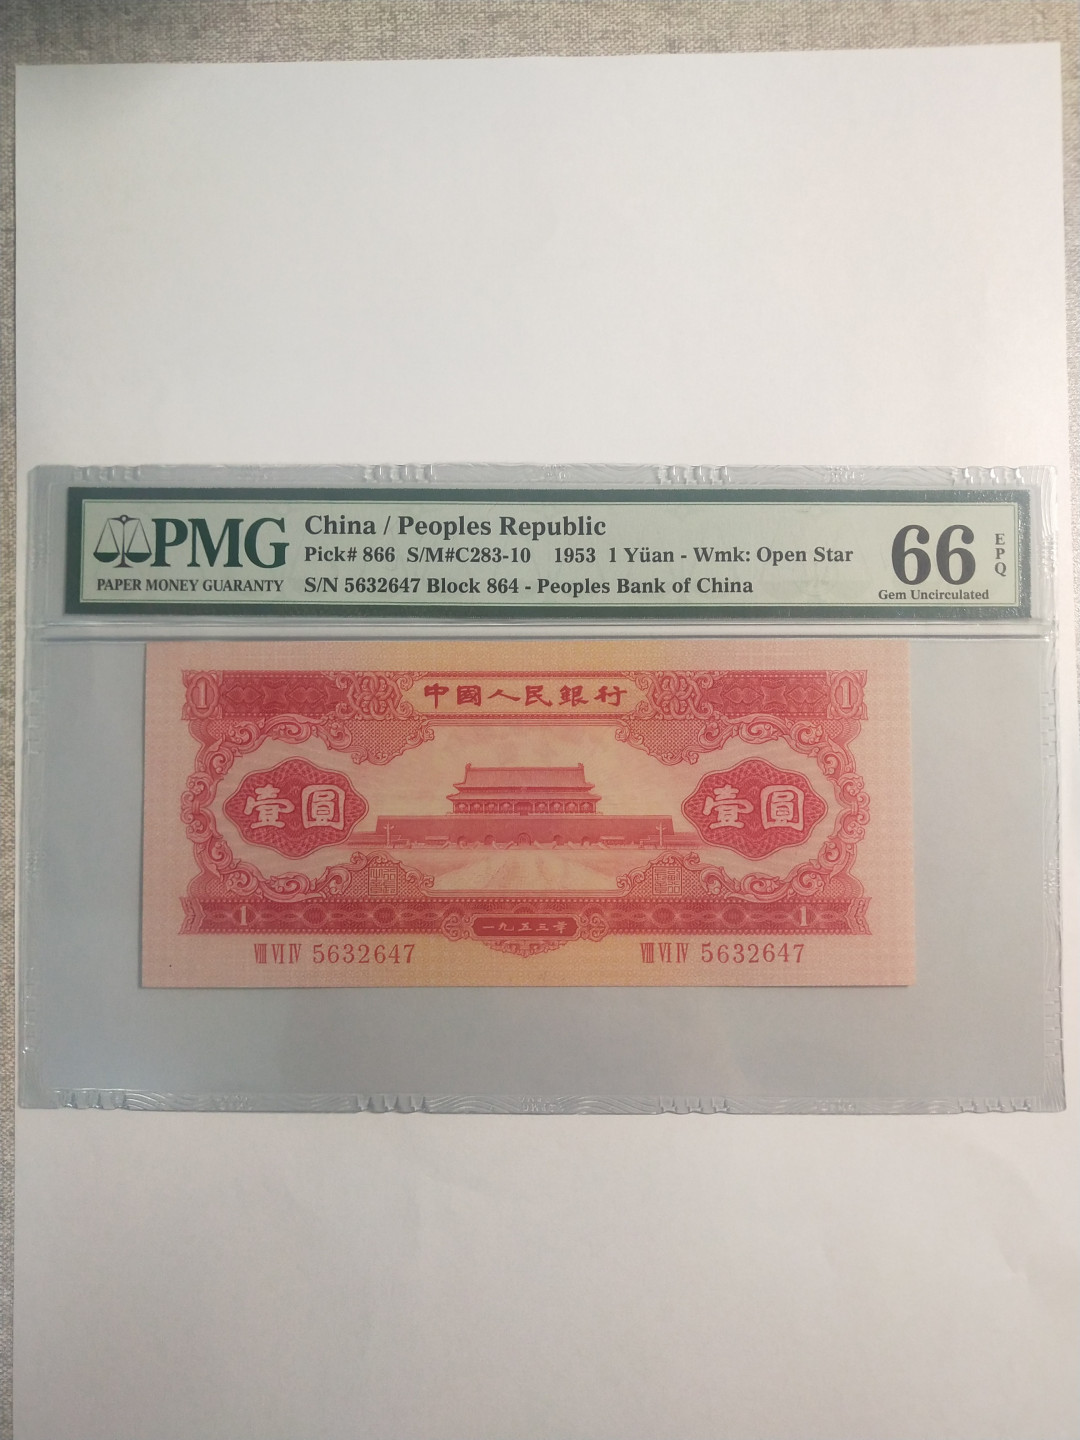 PMG
PAPER MONEY GUARANTY
China / Peoples Republic
Pick# 866 S/M#C283-10 1953 1 Yüan - Wmk: Open Star
S/N 5632647 Block 864 - Peoples Bank of China
66 EPQ
Gem Uncirculated
1 中國人民銀行 1
壹圓 壹圓
1 一九五三年 1
VIII VI IV 5632647 VIII VI IV 5632647